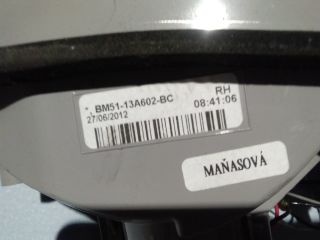 *, BM51-13A602-BC RH
27/06/2012 08:41:06
MAŇASOVÁ